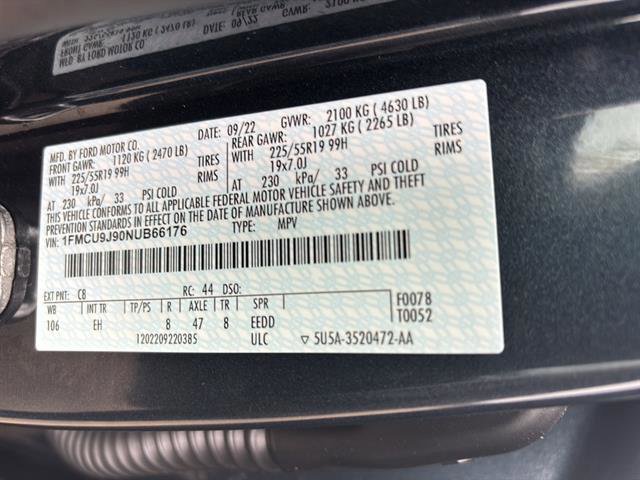 MFD. BY FORD MOTOR CO.
DATE: 09/22 GVWR: 2100 KG ( 4630 LB)
FRONT GAWR: 1120 KG (2470 LB) REAR GAWR: 1027 KG ( 2265 LB)
WITH 225/55R19 99H TIRES WITH 225/55R19 99H TIRES
19x7.0J RIMS 19x7.0J RIMS
AT 230 kPa/ 33 PSI COLD AT 230 kPa/ 33 PSI COLD
THIS VEHICLE CONFORMS TO ALL APPLICABLE FEDERAL MOTOR VEHICLE SAFETY AND THEFT
PREVENTION STANDARDS IN EFFECT ON THE DATE OF MANUFACTURE SHOWN ABOVE.
VIN: 1FMCU9J90NUB66176 TYPE: MPV
EXT PNT: C8 RC: 44 DSO: F0078
WB INT TR TP/PS R AXLE TR SPR T0052
106 EH 8 47 8 EEDD
1202209220385 ULC ▽ 5U5A-3520472-AA